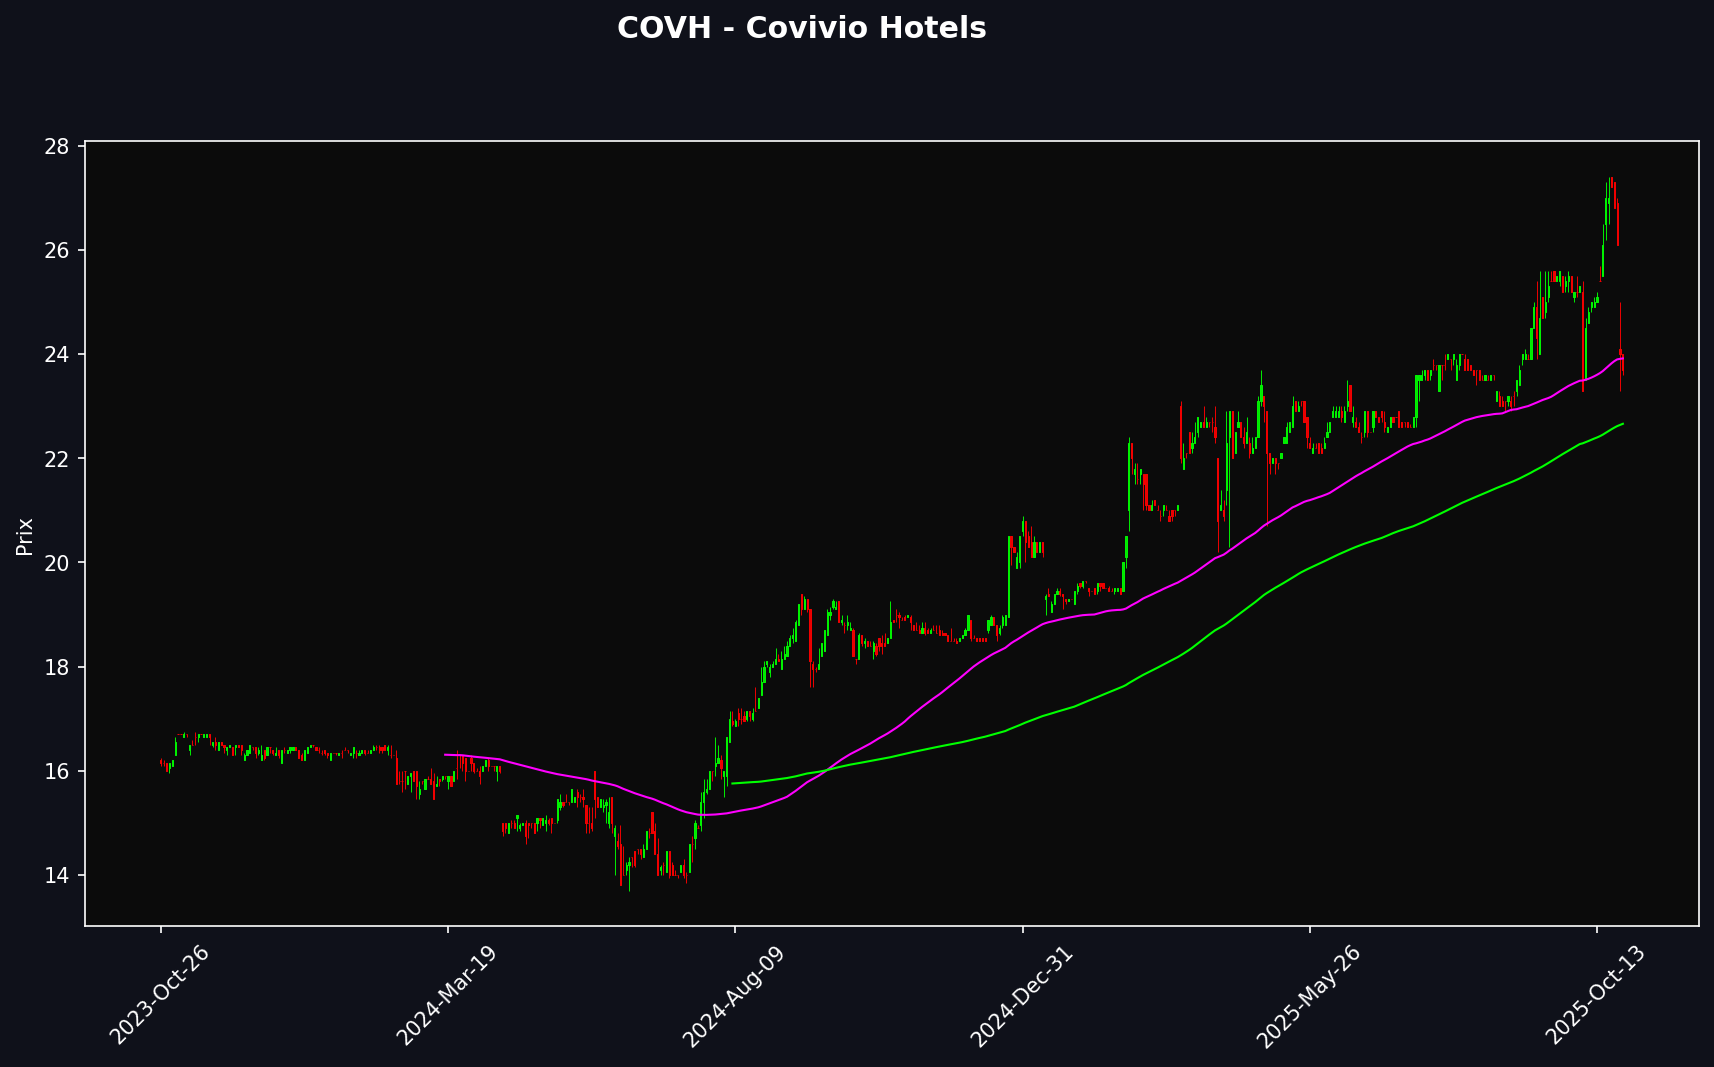 COVH - Covivio Hotels
Prix
28
26
24
22
20
18
16
14
2023-Oct-26
2024-Mar-19
2024-Aug-09
2024-Dec-31
2025-May-26
2025-Oct-13